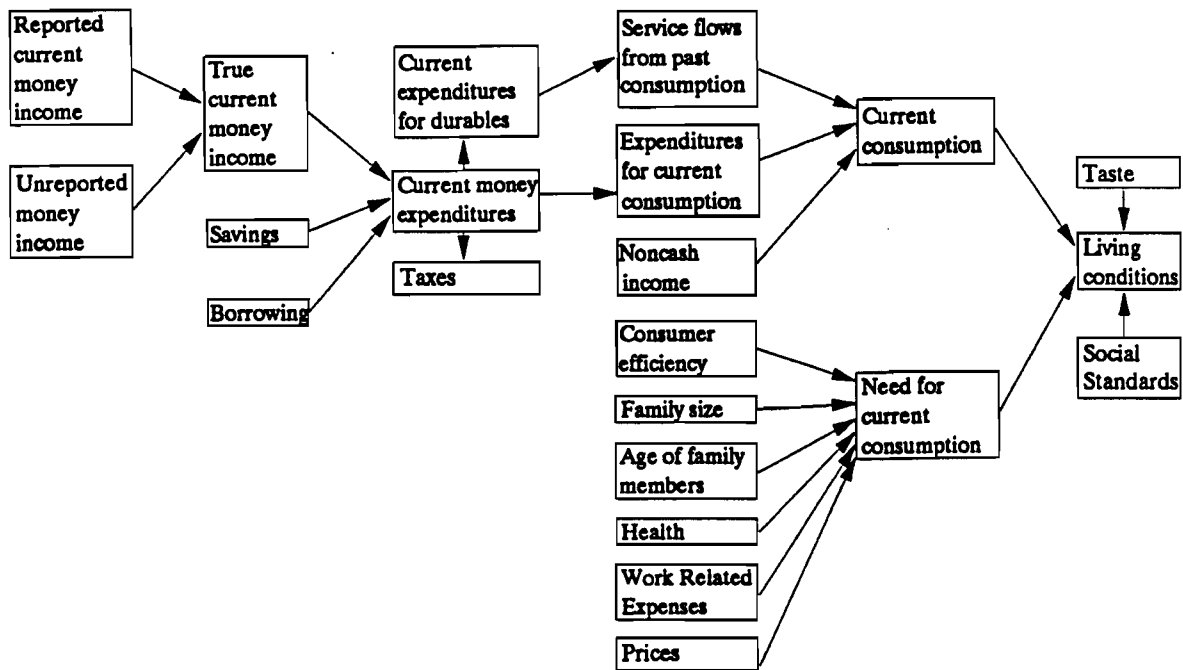 Reported
current
money
income
Unreported
money
income
True
current
money
income
Savings
Borrowing
Current
expenditures
for durables
Current money
expenditures
Taxes
Service flows
from past
consumption
Expenditures
for current
consumption
Noncash
income
Consumer
efficiency
Family size
Age of family
members
Health
Work Related
Expenses
Prices
Current
consumption
Need for
current
consumption
Taste
Living
conditions
Social
Standards